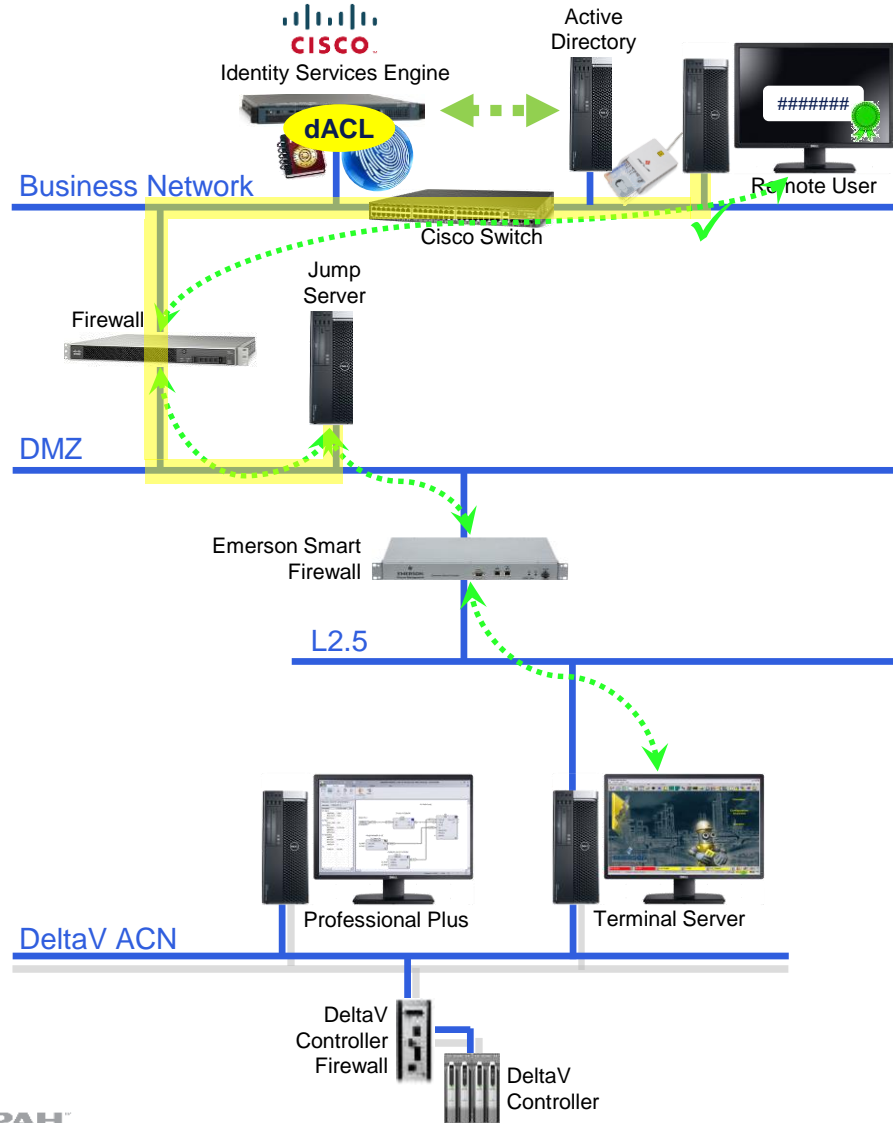 CISCO
Active
Directory
Identity Services Engine
#######
dACL
Business Network
Remote User
Cisco Switch
Jump
Server
Firewall
DMZ
Emerson Smart
Firewall
EMERSON
L2.5
Professional Plus
Terminal Server
DeltaV ACN
DeltaV
Controller
Firewall
DeltaV
Controller